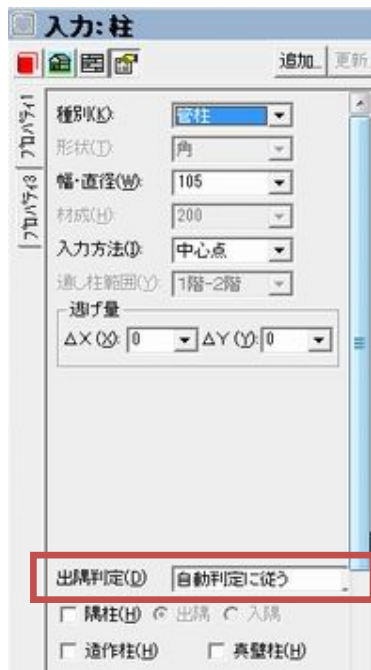 入力:柱
追加... 更新
プロパティ1
プロパティ3
種別(K): 管柱
形状(T): 角
幅・直径(W): 105
材成(H): 200
入力方法(I): 中心点
通し柱範囲(Y): 1階-2階
逃げ量
ΔX(X): 0 ΔY(Y): 0
出隅判定(D) 自動判定に従う
隅柱(H) 出隅 入隅
造作柱(H) 真壁柱(H)